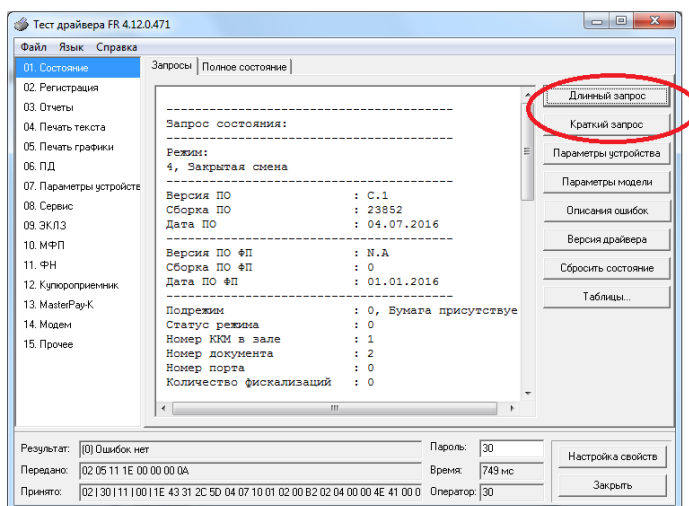 Тест драйвера FR 4.12.0.471
Файл Язык Справка
01. Состояние
02. Регистрация
03. Отчеты
04. Печать текста
05. Печать графики
06. ПД
07. Параметры устройств
08. Сервис
09. ЭКЛЗ
10. МФП
11. ФН
12. Купюроприемник
13. MasterPay-K
14. Модем
15. Прочее
Запросы Полное состояние
----------------------------------------
Запрос состояния:
----------------------------------------
Режим:
4, Закрытая смена
----------------------------------------
Версия ПО : C.1
Сборка ПО : 23852
Дата ПО : 04.07.2016
----------------------------------------
Версия ПО ФП : N.A
Сборка ПО ФП : 0
Дата ПО ФП : 01.01.2016
----------------------------------------
Подрежим : 0, Бумага присутствуе
Статус режима : 0
Номер ККМ в зале : 1
Номер документа : 2
Номер порта : 0
Количество фискализаций : 0
Длинный запрос
Краткий запрос
Параметры устройства
Параметры модели
Описания ошибок
Версия драйвера
Сбросить состояние
Таблицы...
Результат: (0) Ошибок нет
Передано: 02 05 11 1E 00 00 00 0A
Принято: 02 | 30 | 11 | 00 | 1E 43 31 2C 5D 04 07 10 01 02 00 B2 02 04 00 00 4E 41 00 0
Пароль: 30
Время: 749 мс
Оператор: 30
Настройка свойств
Закрыть